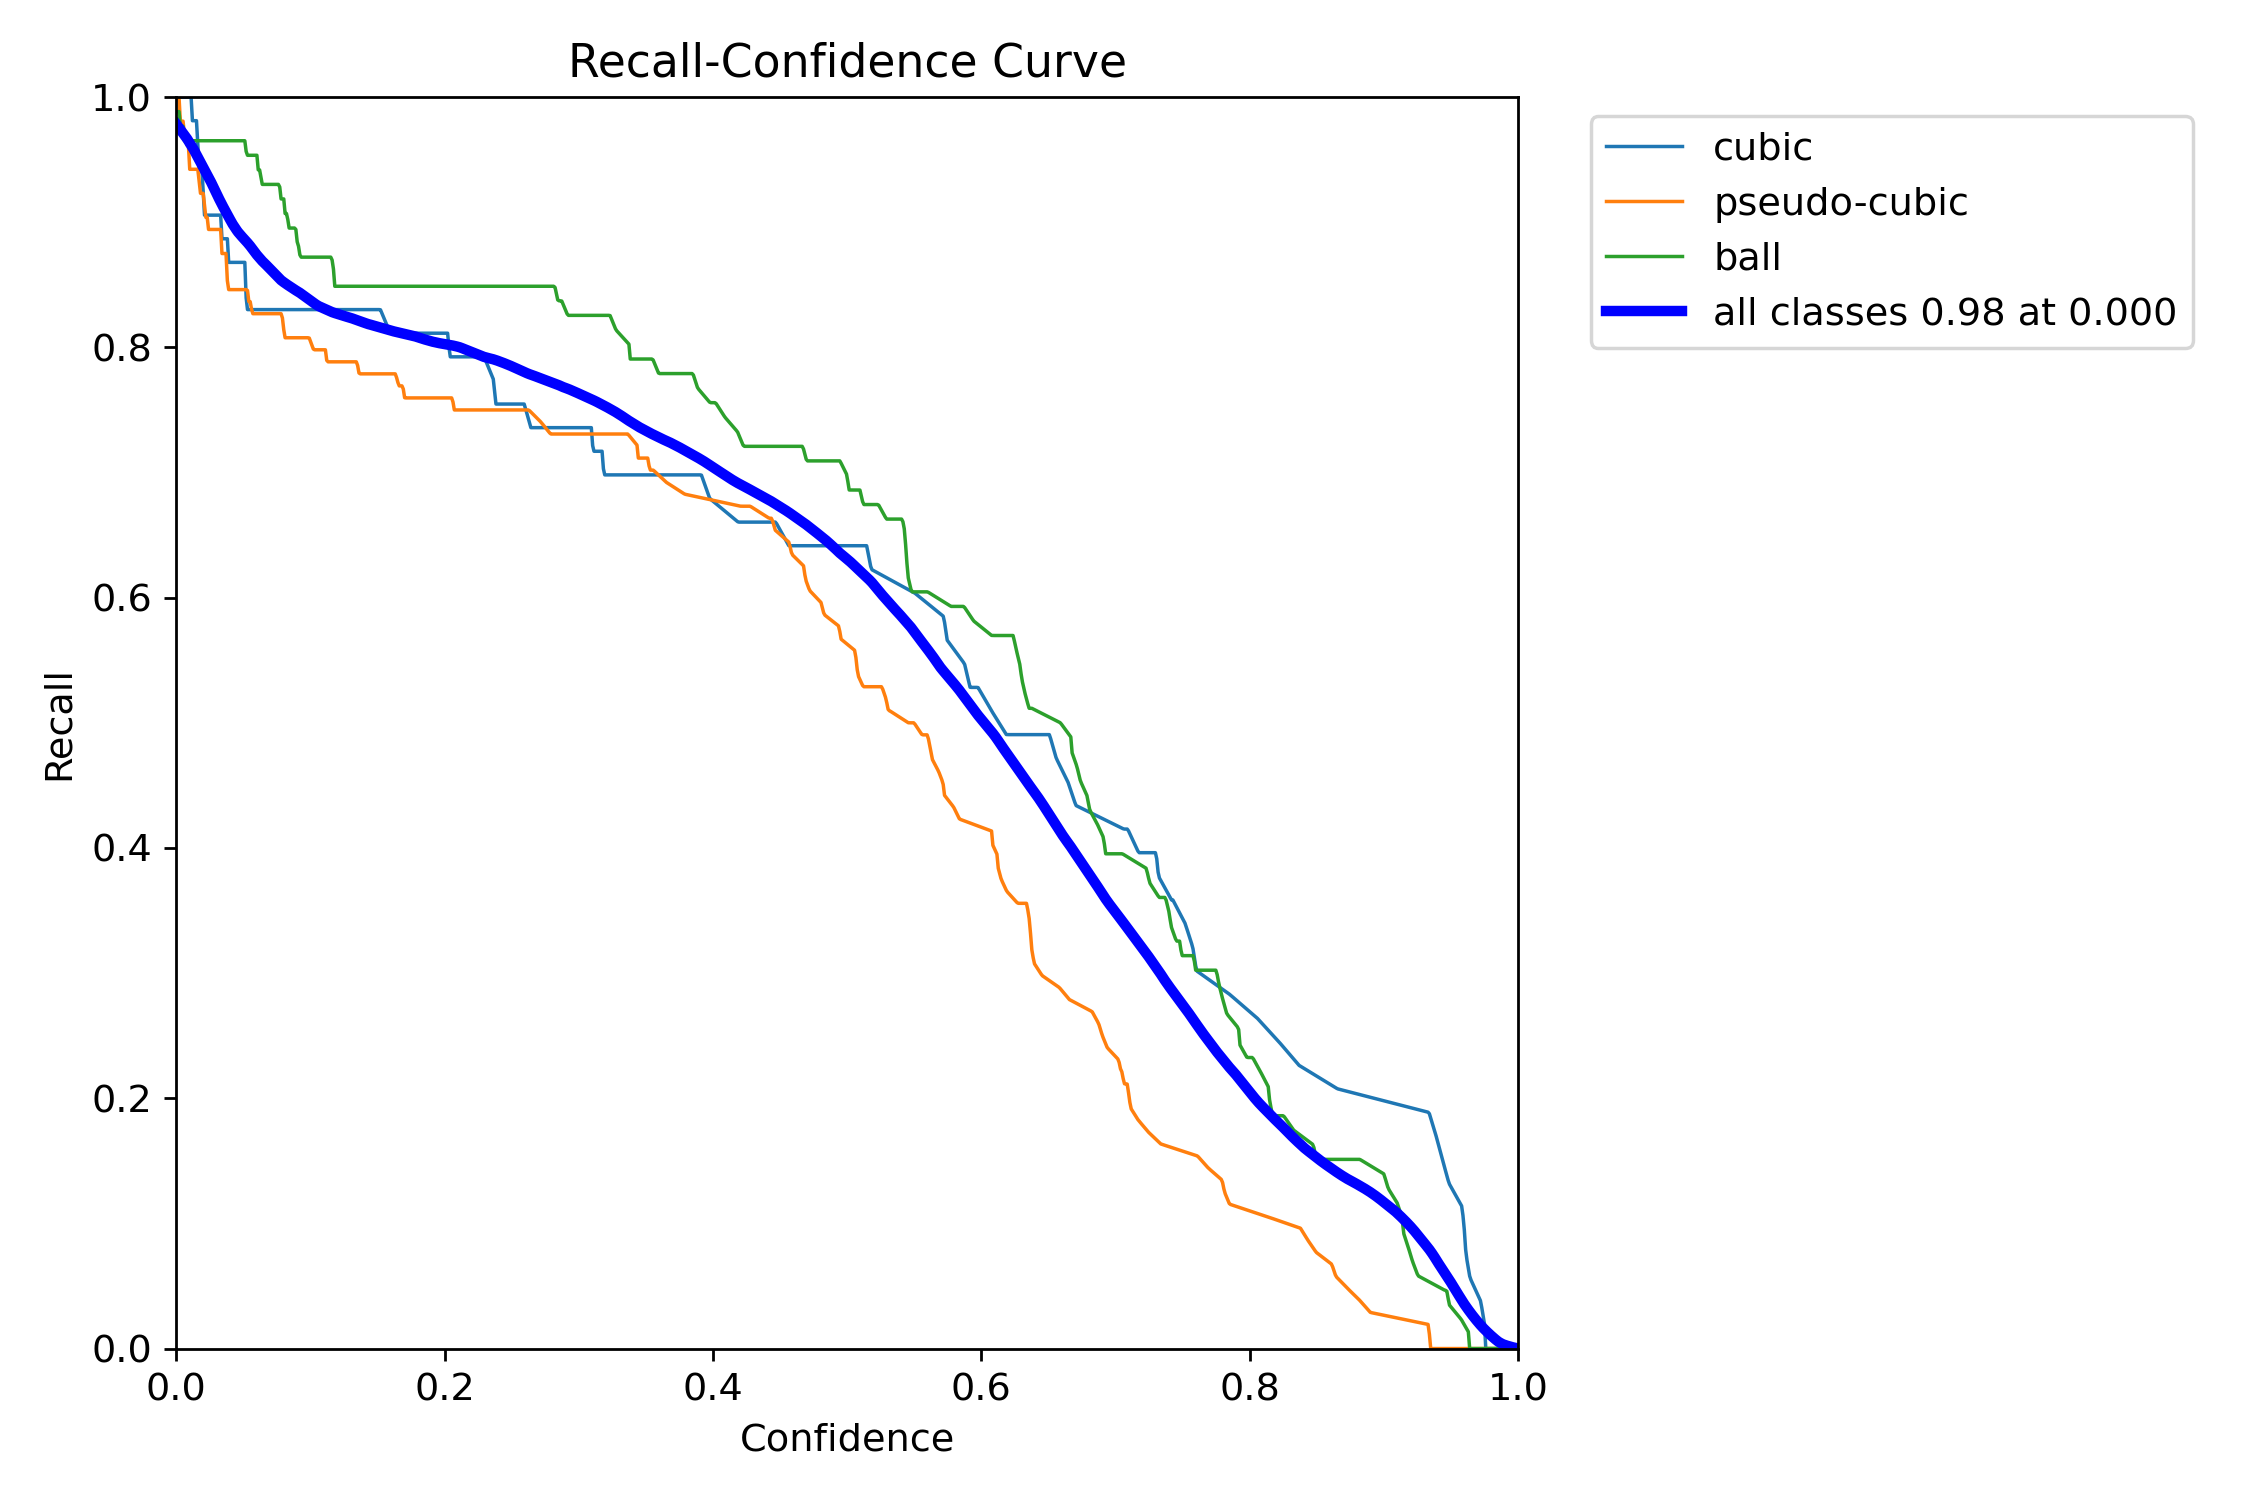 Recall-Confidence Curve
1.0
0.8
0.6
0.4
0.2
0.0
Recall
0.0 0.2 0.4 0.6 0.8 1.0
Confidence
cubic
pseudo-cubic
ball
all classes 0.98 at 0.000